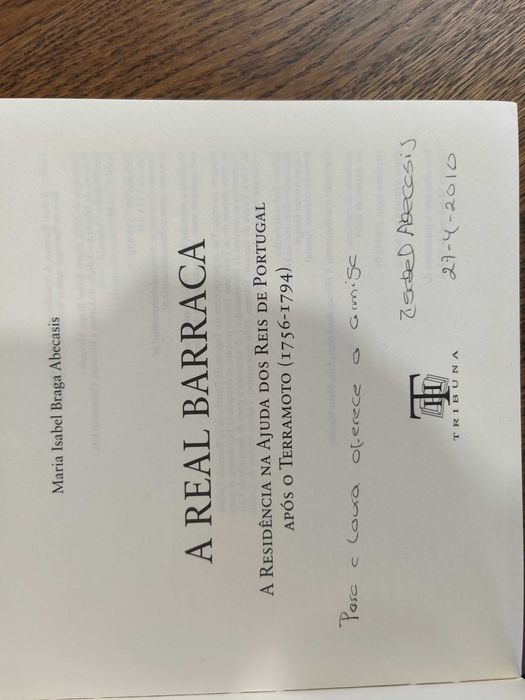 Maria Isabel Braga Abecasis
A REAL BARRACA
A RESIDÊNCIA NA AJUDA DOS REIS DE PORTUGAL
APÓS O TERRAMOTO (1756-1794)
Para a Laura oferece a amiga
Isabel Abecasis
27-4-2010
TRIBUNA